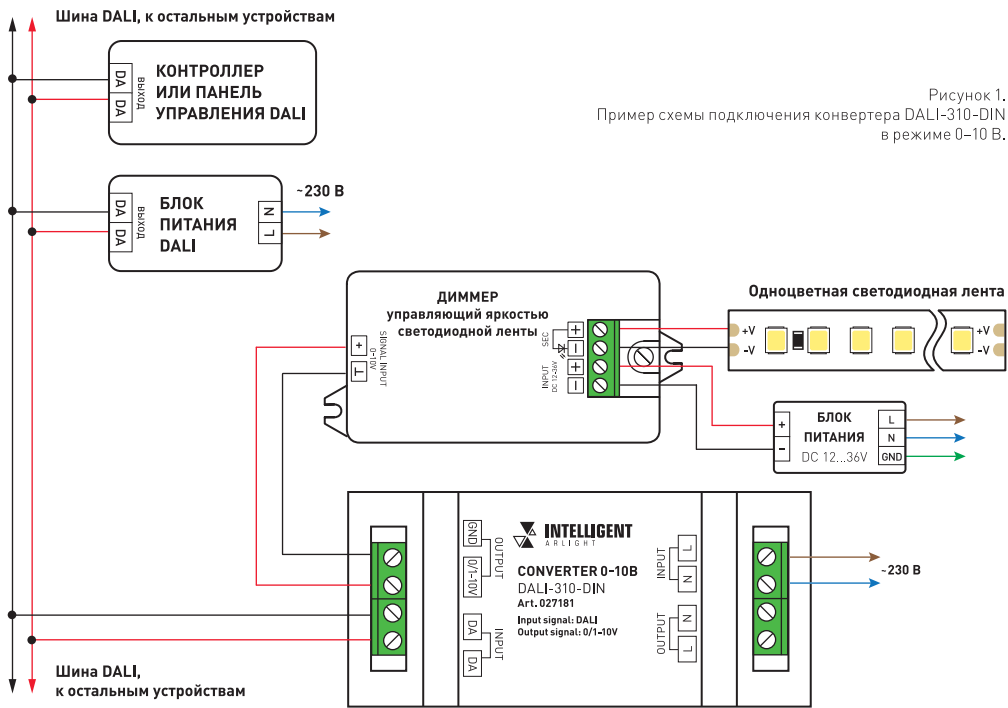 Шина DALI, к остальным устройствам
DA
DA
ВЫХОД
КОНТРОЛЛЕР
ИЛИ ПАНЕЛЬ
УПРАВЛЕНИЯ DALI
Рисунок 1.
Пример схемы подключения конвертера DALI-310-DIN
в режиме 0–10 В.
DA
DA
ВЫХОД
БЛОК
ПИТАНИЯ
DALI
N
L
~230 В
ДИММЕР
управляющий яркостью
светодиодной ленты
+
T
SIGNAL INPUT
0-10V
SEC
INPUT
DC 12-36V
+
−
+
−
Одноцветная светодиодная лента
+V
-V
+V
-V
+
−
БЛОК
ПИТАНИЯ
DC 12...36V
L
N
GND
GND
0/1-10V
OUTPUT
DA
DA
INPUT
INTELLIGENT
ARLIGHT
CONVERTER 0-10В
DALI-310-DIN
Art. 027181
Input signal: DALI
Output signal: 0/1-10V
INPUT
L
N
OUTPUT
N
L
~230 В
Шина DALI,
к остальным устройствам